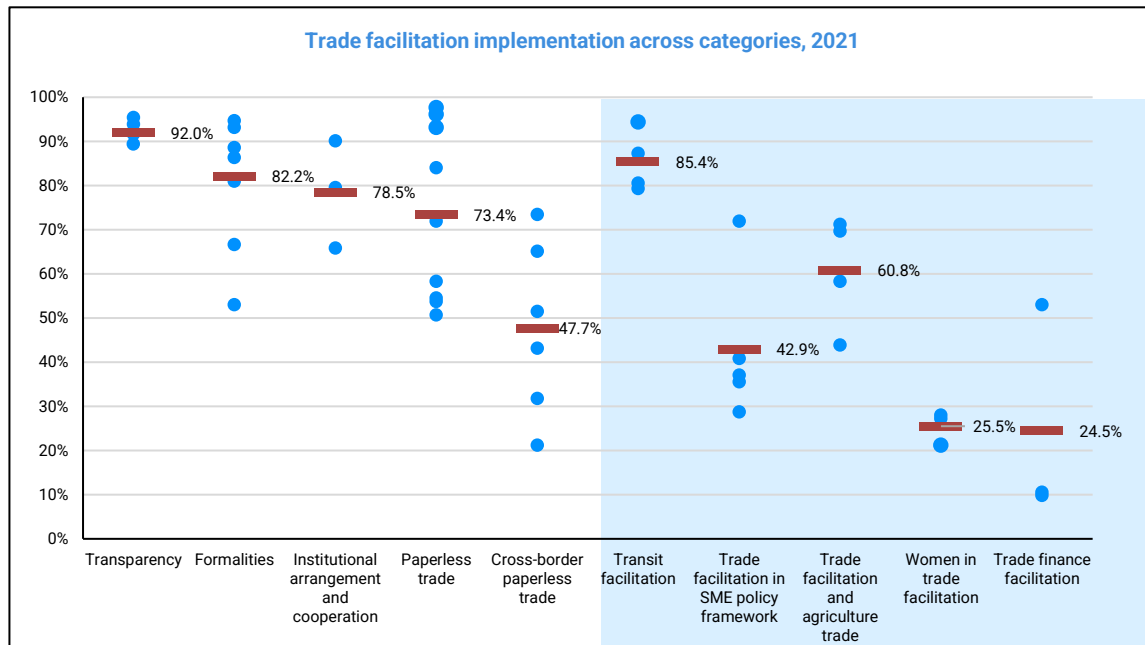 Trade facilitation implementation across categories, 2021
100%
90%
80%
70%
60%
50%
40%
30%
20%
10%
0%
92.0%
82.2%
78.5%
73.4%
47.7%
85.4%
42.9%
60.8%
25.5%
24.5%
Transparency
Formalities
Institutional
arrangement
and
cooperation
Paperless
trade
Cross-border
paperless
trade
Transit
facilitation
Trade
facilitation in
SME policy
framework
Trade
facilitation
and
agriculture
trade
Women in
trade
facilitation
Trade finance
facilitation